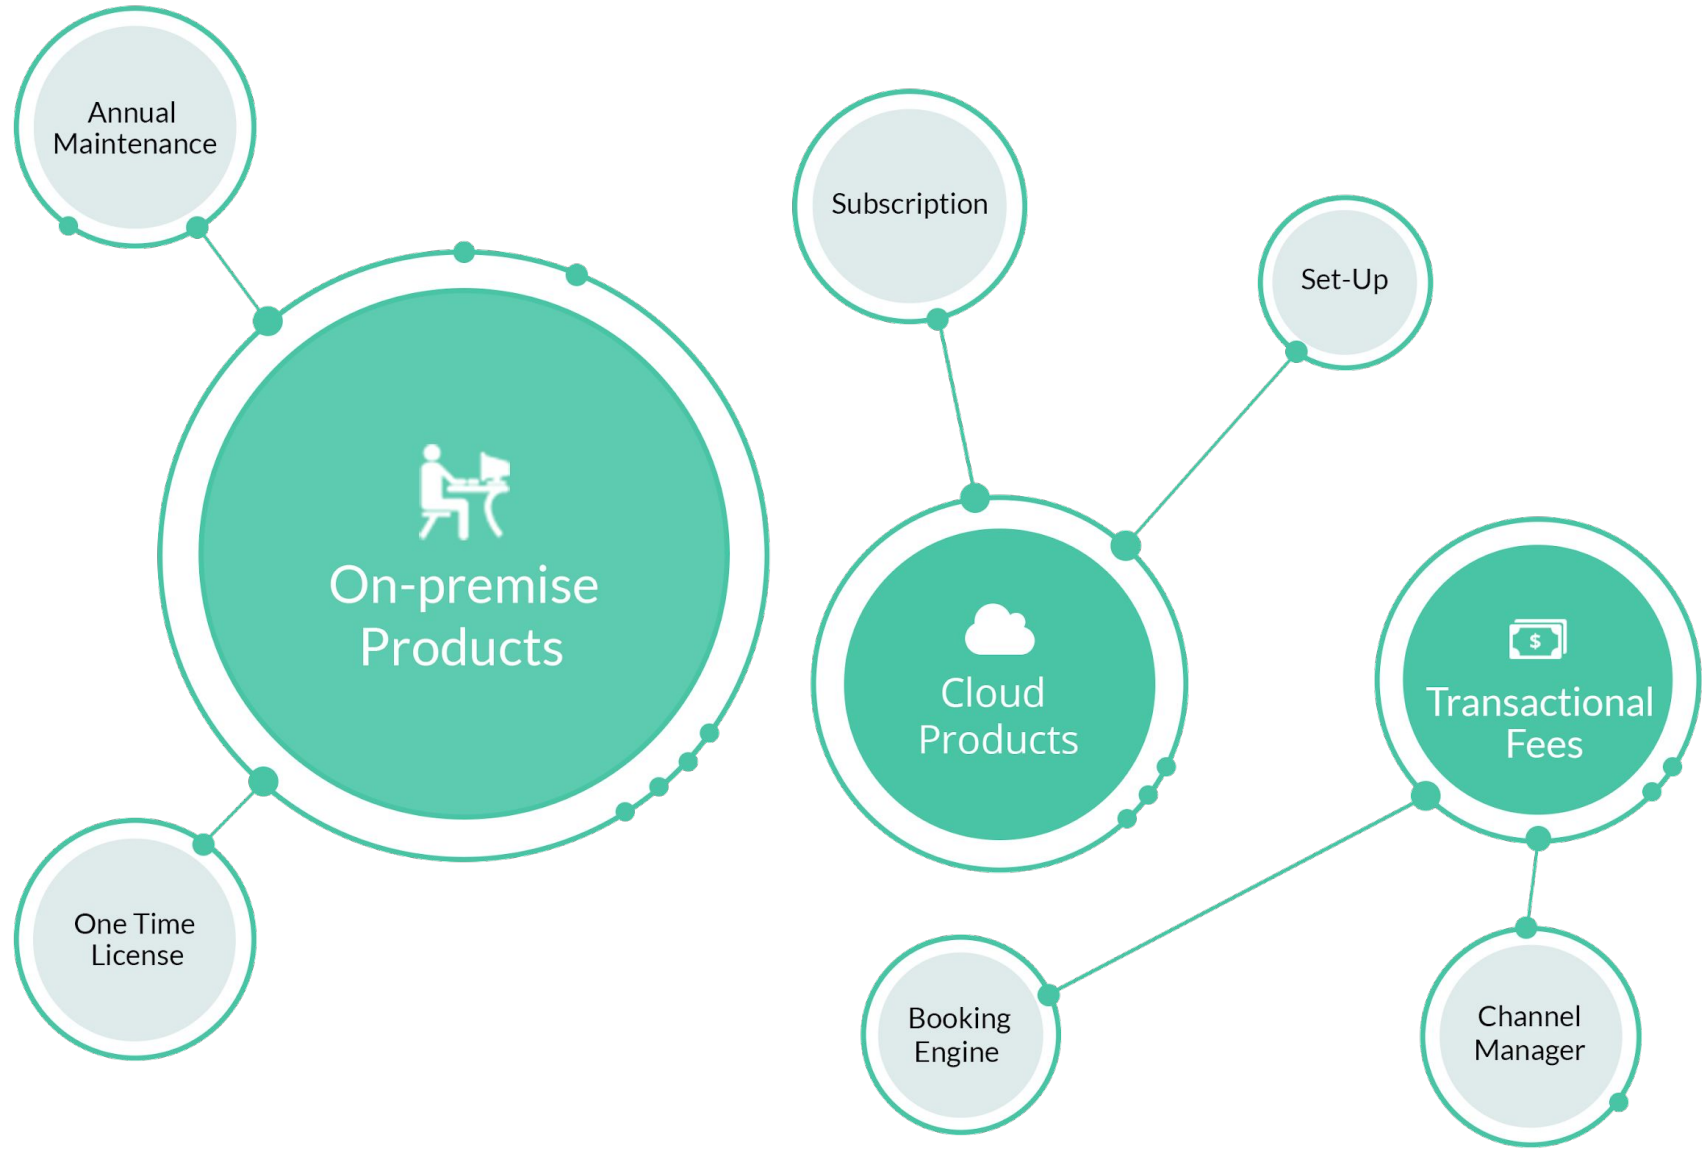 Annual
Maintenance
Subscription
Set-Up
On-premise
Products
Cloud
Products
$
Transactional
Fees
One Time
License
Booking
Engine
Channel
Manager